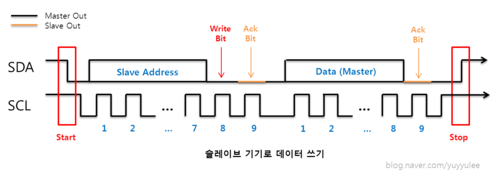 Master Out
Slave Out
Write Bit
Ack Bit
Ack Bit
SDA
Slave Address
Data (Master)
SCL
Start
1 2 ... 7 8 9 1 2 ... 8 9
Stop
슬레이브 기기로 데이터 쓰기
blog.naver.com/yuyyulee